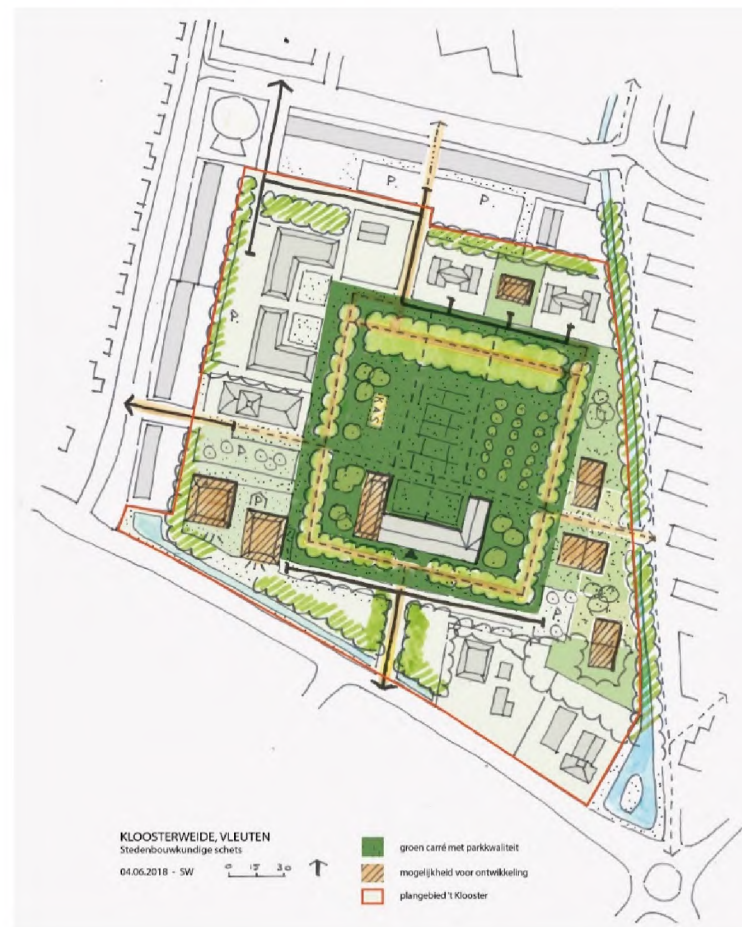 P.
P.
P.
KAS
P
P
P
KLOOSTERWEIDE, VLEUTEN
Stedenbouwkundige schets
04.06.2018 - SW
0 15 30
groen carré met parkkwaliteit
mogelijkheid voor ontwikkeling
plangebied 't Klooster